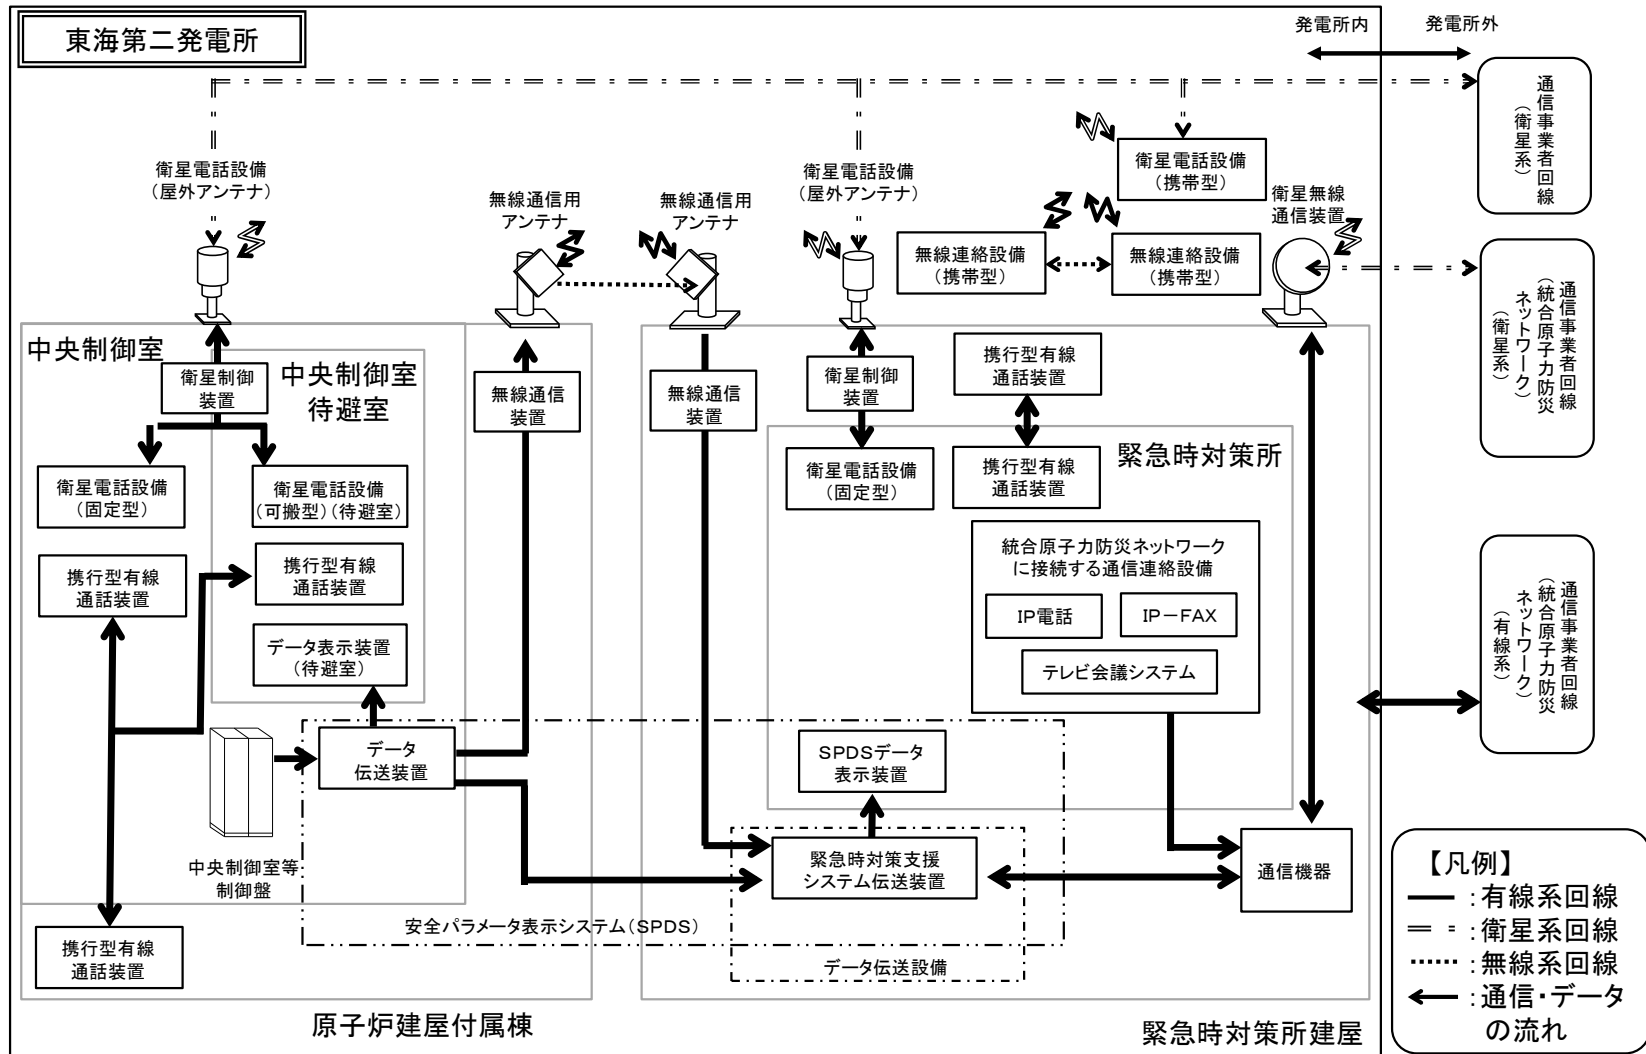 東海第二発電所
発電所内
発電所外
通信事業者回線
（衛星系）
衛星電話設備
（屋外アンテナ）
無線通信用
アンテナ
無線通信用
アンテナ
衛星電話設備
（屋外アンテナ）
衛星電話設備
（携帯型）
無線連絡設備
（携帯型）
無線連絡設備
（携帯型）
衛星無線
通信装置
通信事業者回線
（統合原子力防災
ネットワーク）
（衛星系）
中央制御室
衛星制御
装置
中央制御室
待避室
無線通信
装置
無線通信
装置
衛星制御
装置
携行型有線
通話装置
緊急時対策所
衛星電話設備
（固定型）
衛星電話設備
（可搬型）（待避室）
衛星電話設備
（固定型）
携行型有線
通話装置
携行型有線
通話装置
携行型有線
通話装置
統合原子力防災ネットワーク
に接続する通信連絡設備
IP電話
IP－FAX
テレビ会議システム
通信事業者回線
（統合原子力防災
ネットワーク）
（有線系）
データ表示装置
（待避室）
データ
伝送装置
SPDSデータ
表示装置
中央制御室等
制御盤
緊急時対策支援
システム伝送装置
通信機器
安全パラメータ表示システム（SPDS）
データ伝送設備
携行型有線
通話装置
原子炉建屋付属棟
緊急時対策所建屋
【凡例】
：有線系回線
：衛星系回線
：無線系回線
：通信・データ
の流れ